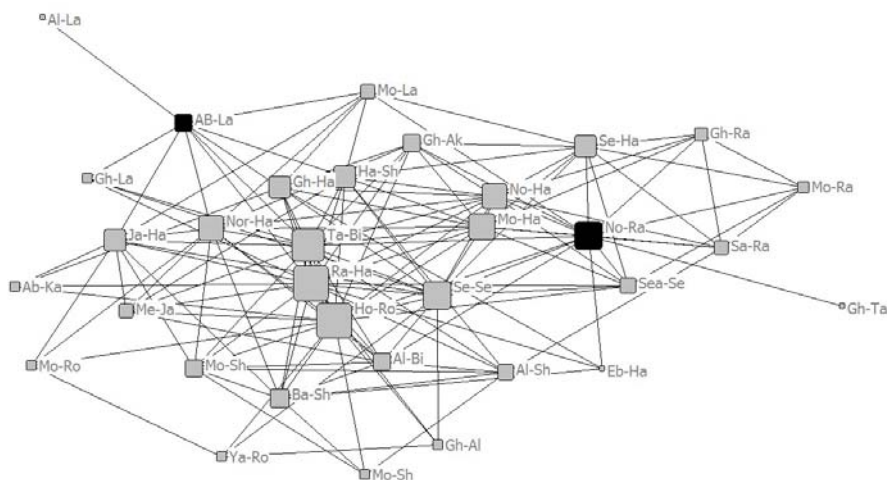 Al-La
Mo-La
AB-La
Gh-Ra
Gh-Ak
Se-Ha
Ha-Sh
Gh-La
Gh-Ha
Mo-Ra
No-Ha
Nor-Ha
Mo-Ha
No-Ra
Ta-Bi
Ja-Ha
Sa-Ra
Ra-Ha
Ab-Ka
Sea-Se
Se-Se
Gh-Ta
Me-Ja
Ho-Ro
Al-Bi
Mo-Ro
Mo-Sh
Al-Sh
Eb-Ha
Ba-Sh
Gh-Al
Ya-Ro
Mo-Sh